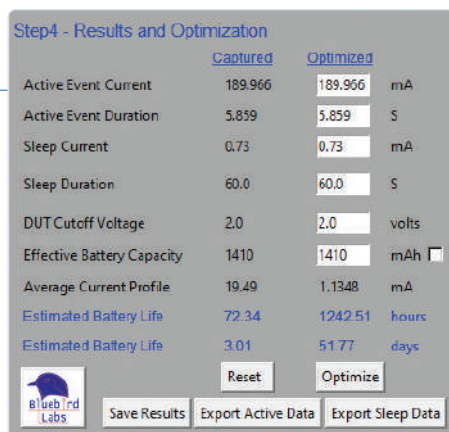 Step4 - Results and Optimization
Captured Optimized
Active Event Current 189.966 189.966 mA
Active Event Duration 5.859 5.859 S
Sleep Current 0.73 0.73 mA
Sleep Duration 60.0 60.0 S
DUT Cutoff Voltage 2.0 2.0 volts
Effective Battery Capacity 1410 1410 mAh
Average Current Profile 19.49 1.1348 mA
Estimated Battery Life 72.34 1242.51 hours
Estimated Battery Life 3.01 51.77 days
Reset Optimize
Bluebird
Labs
Save Results Export Active Data Export Sleep Data